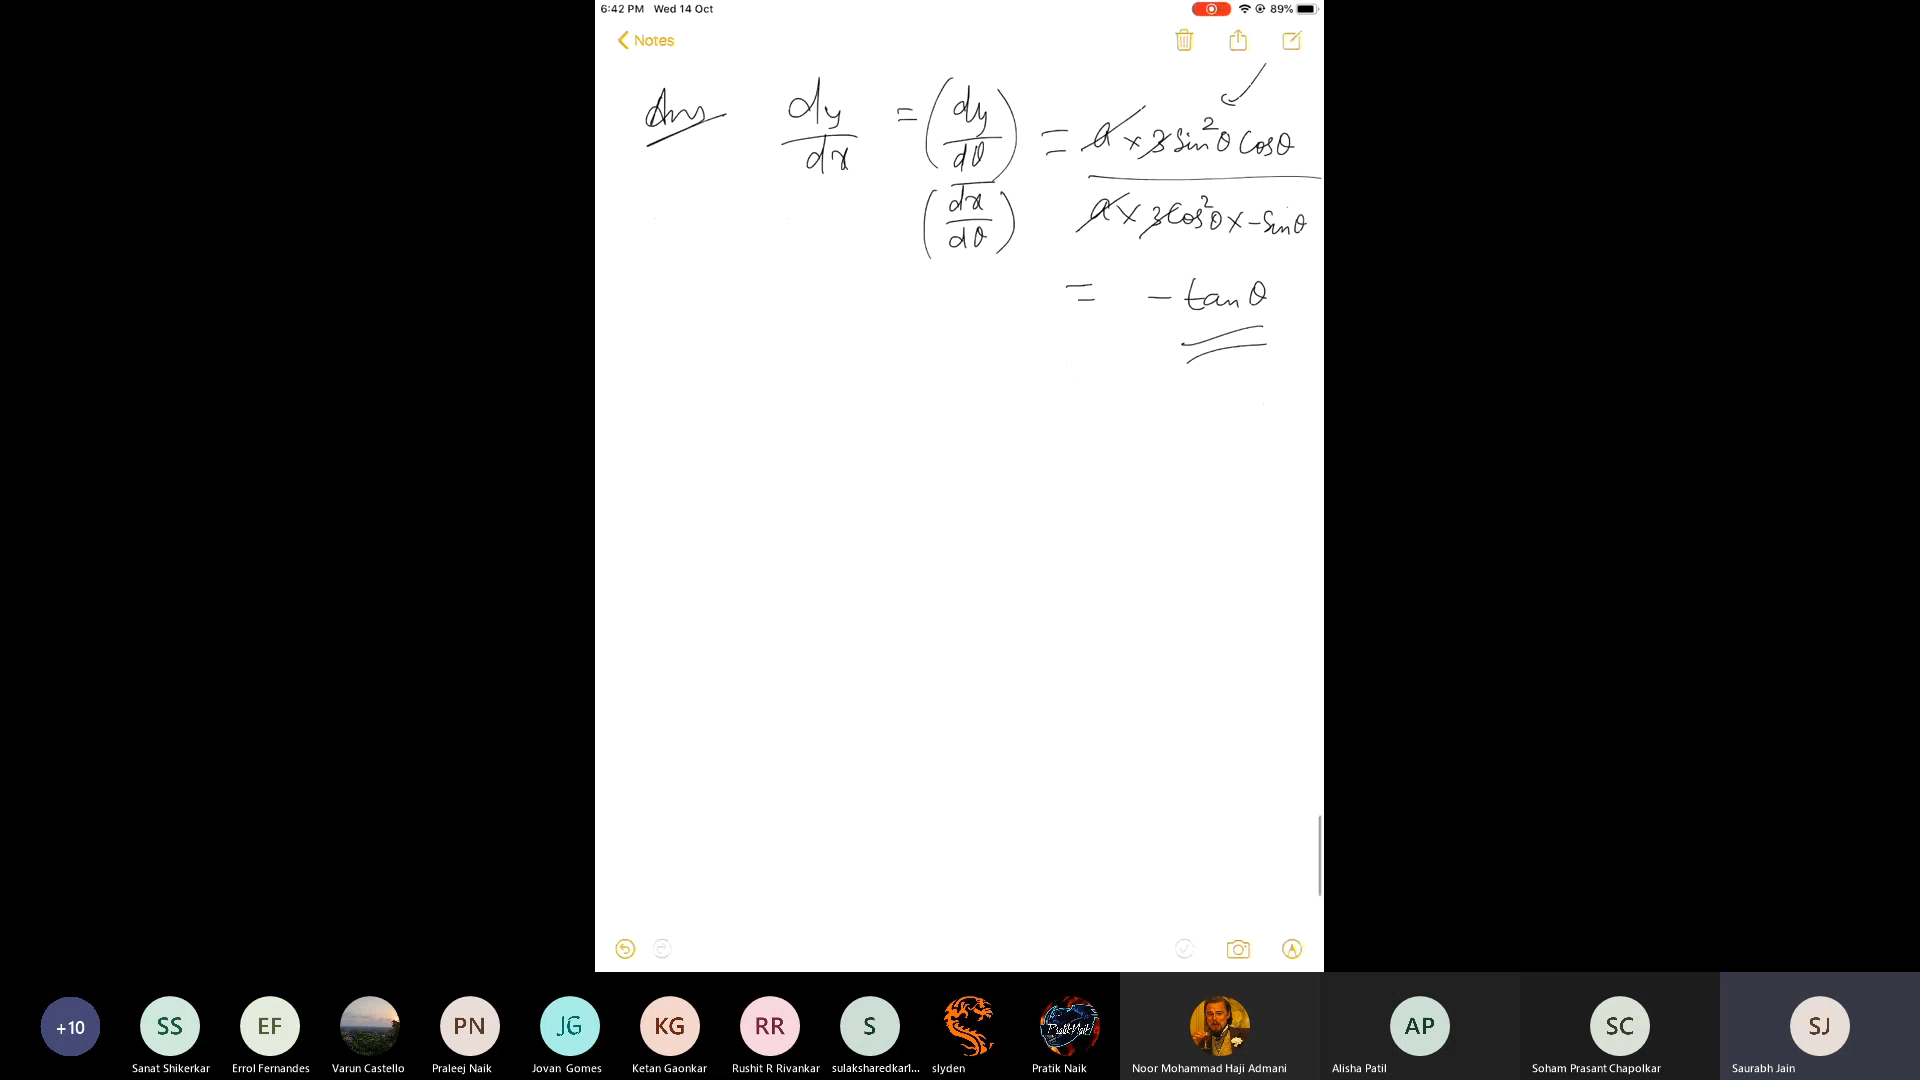 6:42 PM Wed 14 Oct 89%
Notes
Ans dy/dx = (dy/dθ)/(dx/dθ) = a × 3 sin²θ cosθ / a × 3 cos²θ × -sinθ
= - tan θ
+10 SS EF PN JG KG RR S AP SC SJ
Sanat Shikerkar Errol Fernandes Varun Castello Praleej Naik Jovan Gomes Ketan Gaonkar Rushit R Rivankar sulaksharedkarl... slyden Pratik Naik Noor Mohammad Haji Admani Alisha Patil Soham Prasant Chapolkar Saurabh Jain